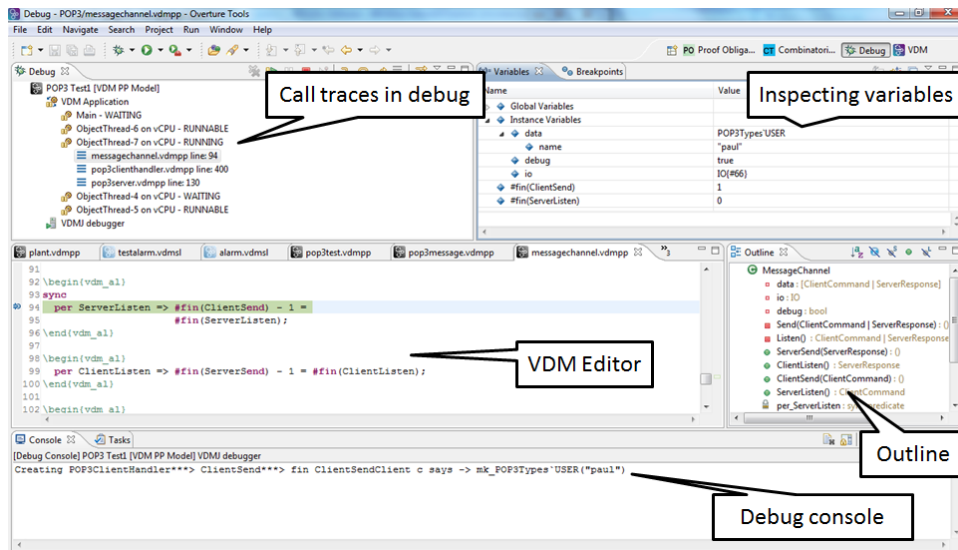 Debug - POP3/messagechannel.vdmpp - Overture Tools
File Edit Navigate Search Project Run Window Help
PO Proof Obliga... CT Combinatori... Debug VDM
Debug
POP3 Test1 [VDM PP Model]
VDM Application
Main - WAITING
ObjectThread-6 on vCPU - RUNNABLE
ObjectThread-7 on vCPU - RUNNING
messagechannel.vdmpp line: 94
pop3clienthandler.vdmpp line: 400
pop3server.vdmpp line: 130
ObjectThread-4 on vCPU - WAITING
ObjectThread-5 on vCPU - RUNNABLE
VDMJ debugger
Call traces in debug
Variables Breakpoints
Name Value
Global Variables
Instance Variables
data POP3Types`USER
name "paul"
debug true
io IO{#66}
#fin(ClientSend) 1
#fin(ServerListen) 0
Inspecting variables
plant.vdmpp testalarm.vdmsl alarm.vdmsl pop3test.vdmpp pop3message.vdmpp messagechannel.vdmpp »3
91
92 \begin{vdm_al}
93 sync
94 per ServerListen => #fin(ClientSend) - 1 =
95 #fin(ServerListen);
96 \end{vdm_al}
97
98 \begin{vdm_al}
99 per ClientListen => #fin(ServerSend) - 1 = #fin(ClientListen);
100 \end{vdm_al}
101
102 \begin{vdm_al}
VDM Editor
Outline
MessageChannel
data : [ClientCommand | ServerResponse]
io : IO
debug : bool
Send(ClientCommand | ServerResponse) : ()
Listen() : ClientCommand | ServerResponse
ServerSend(ServerResponse) : ()
ClientListen() : ServerResponse
ClientSend(ClientCommand) : ()
ServerListen() : ClientCommand
per_ServerListen : predicate
Outline
Console Tasks
[Debug Console] POP3 Test1 [VDM PP Model] VDMJ debugger
Creating POP3ClientHandler***> ClientSend***> fin ClientSendClient c says -> mk_POP3Types`USER("paul")
Debug console